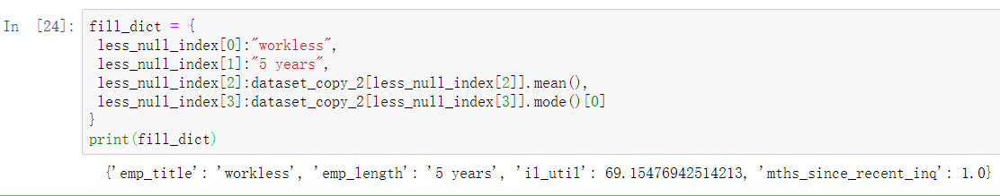 In [24]: fill_dict = {
less_null_index[0]:"workless",
less_null_index[1]:"5 years",
less_null_index[2]:dataset_copy_2[less_null_index[2]].mean(),
less_null_index[3]:dataset_copy_2[less_null_index[3]].mode()[0]
}
print(fill_dict)
{'emp_title': 'workless', 'emp_length': '5 years', 'il_util': 69.15476942514213, 'mths_since_recent_inq': 1.0}